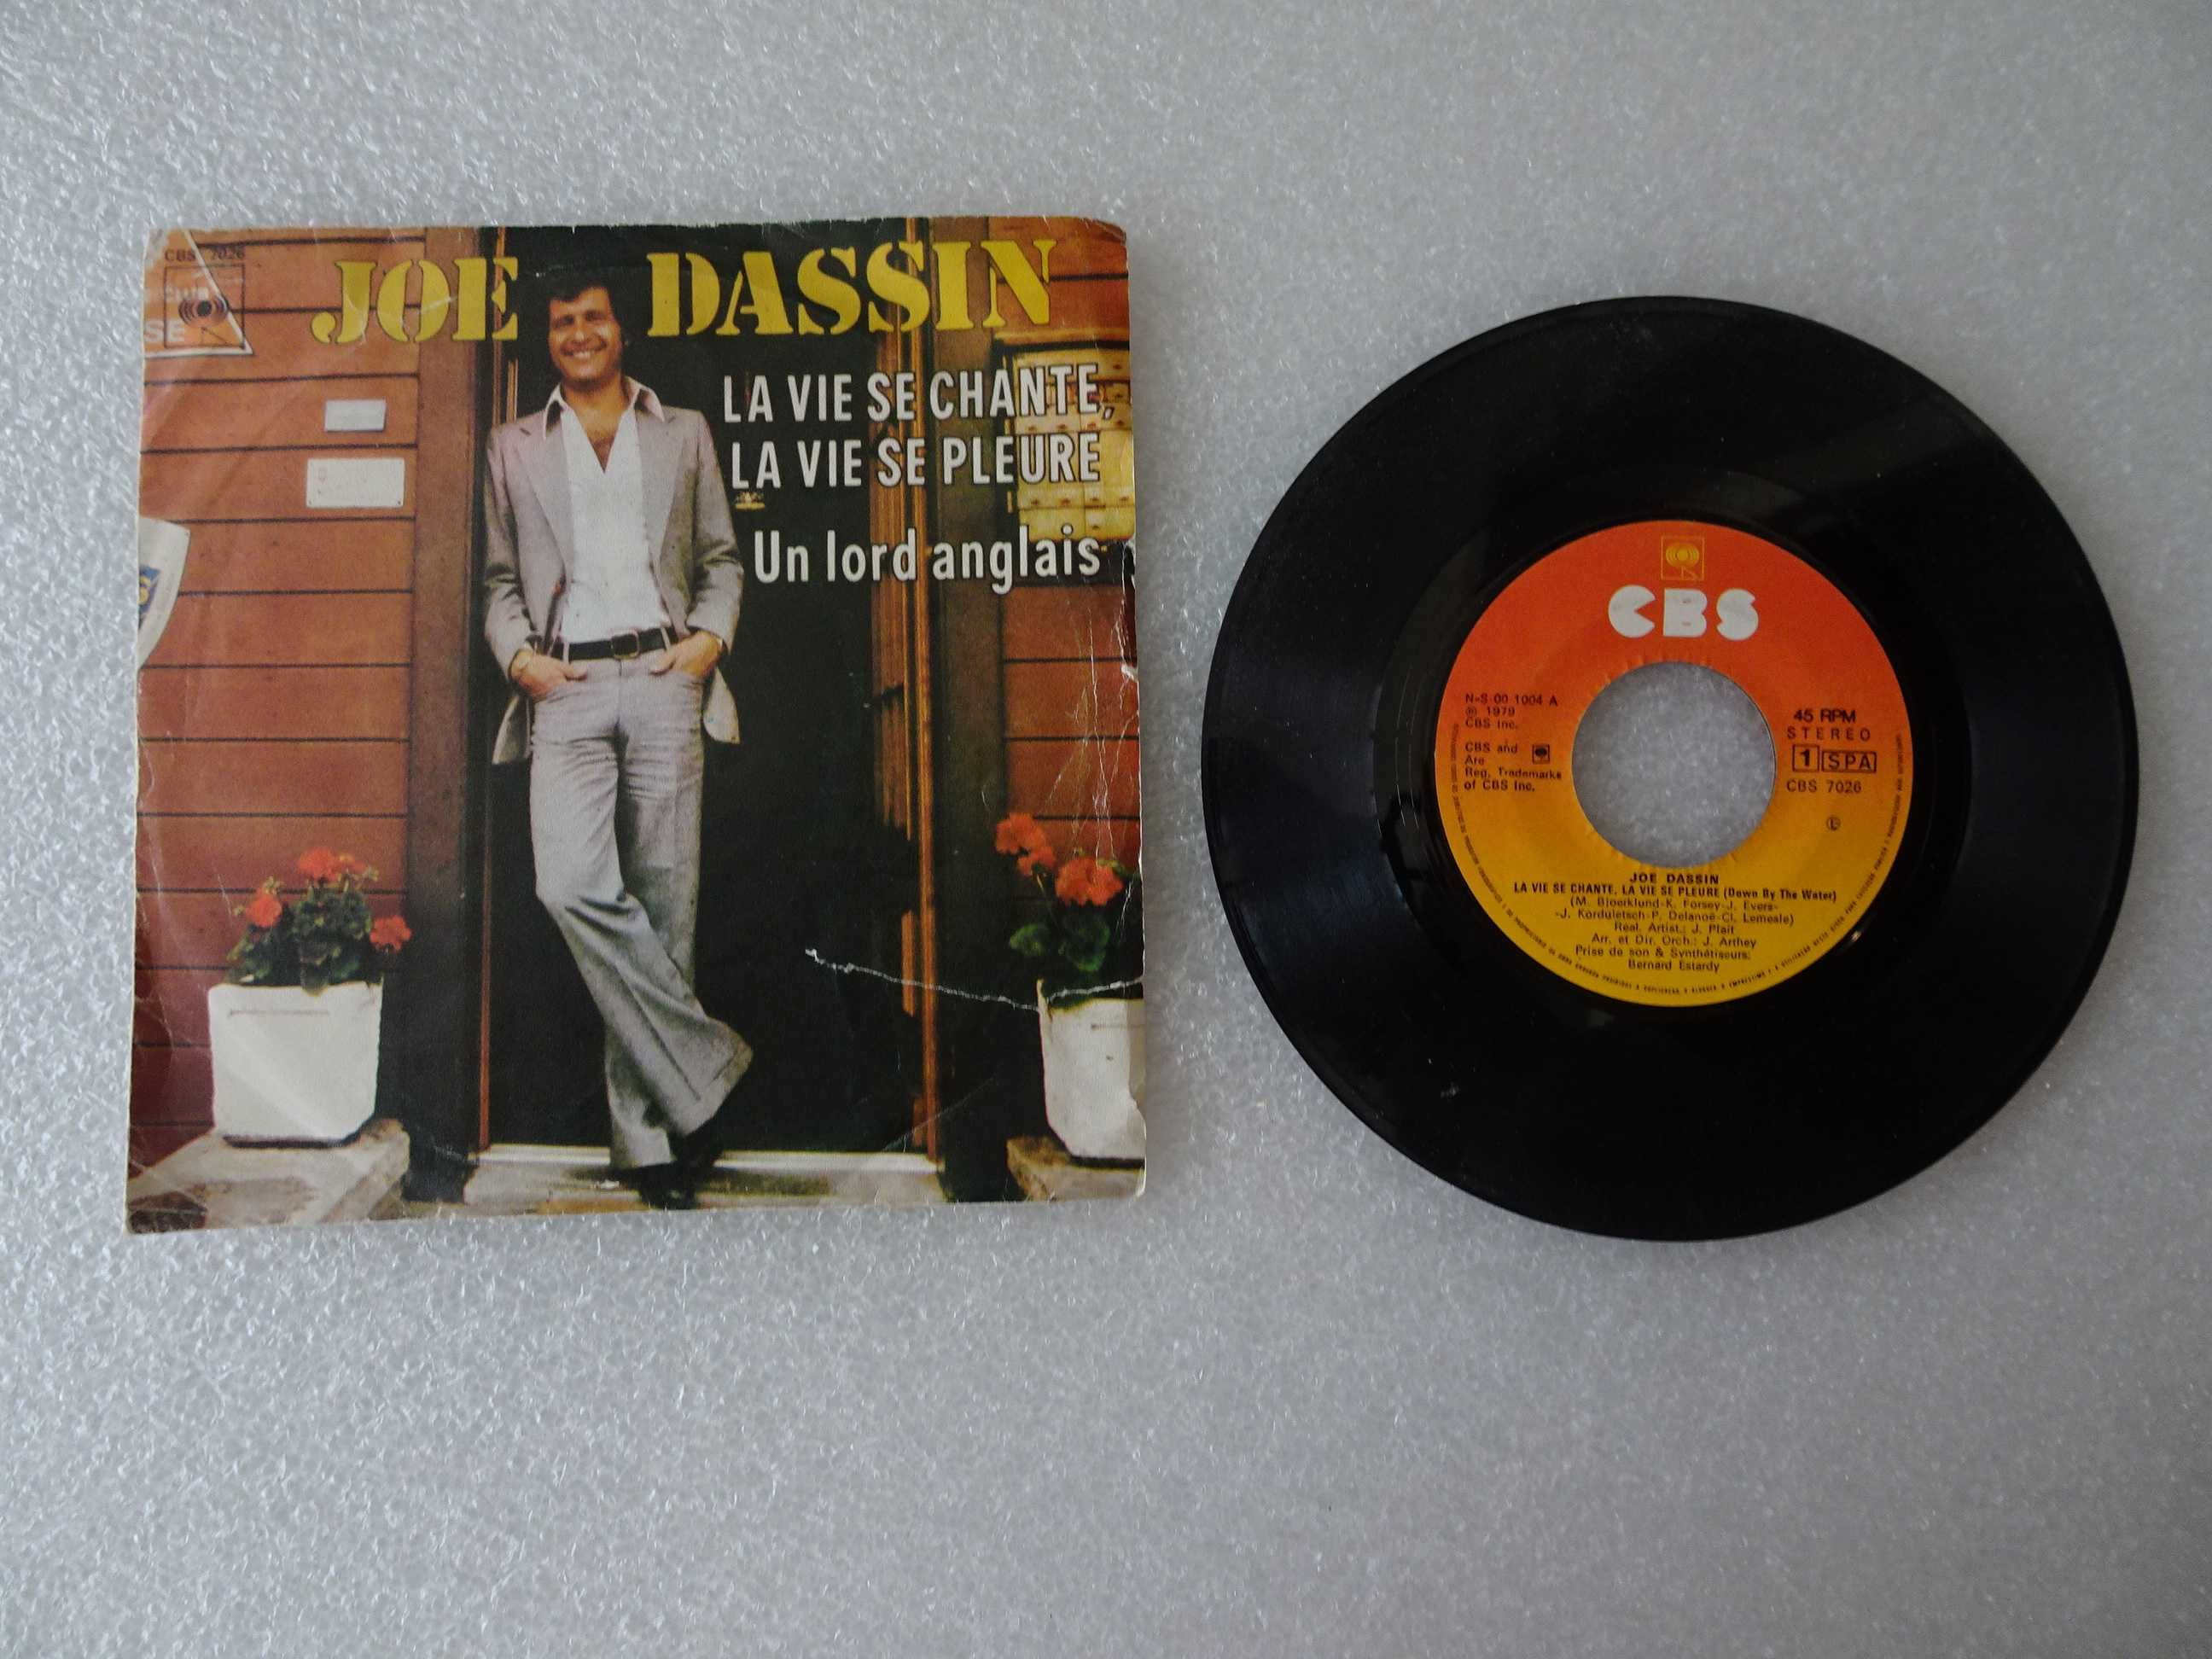 CBS 7026
SE
JOE DASSIN
LA VIE SE CHANTE,
LA VIE SE PLEURE
Un lord anglais
CBS
N-S-00 1004 A
℗ 1979
CBS Inc.
CBS and
Are
Reg. Trademarks
of CBS Inc.
45 RPM
STEREO
1 SPA
CBS 7026
JOE DASSIN
LA VIE SE CHANTE, LA VIE SE PLEURE (Down By The Water)
(M. Bjoerklund-K. Forsey-J. Evers-
-J. Korduletsch-P. Delanoë-Cl. Lemesle)
Real. Artist.: J. Plait
Arr. et Dir. Orch.: J. Arthey
Prise de son & Synthétiseurs:
Bernard Estardy